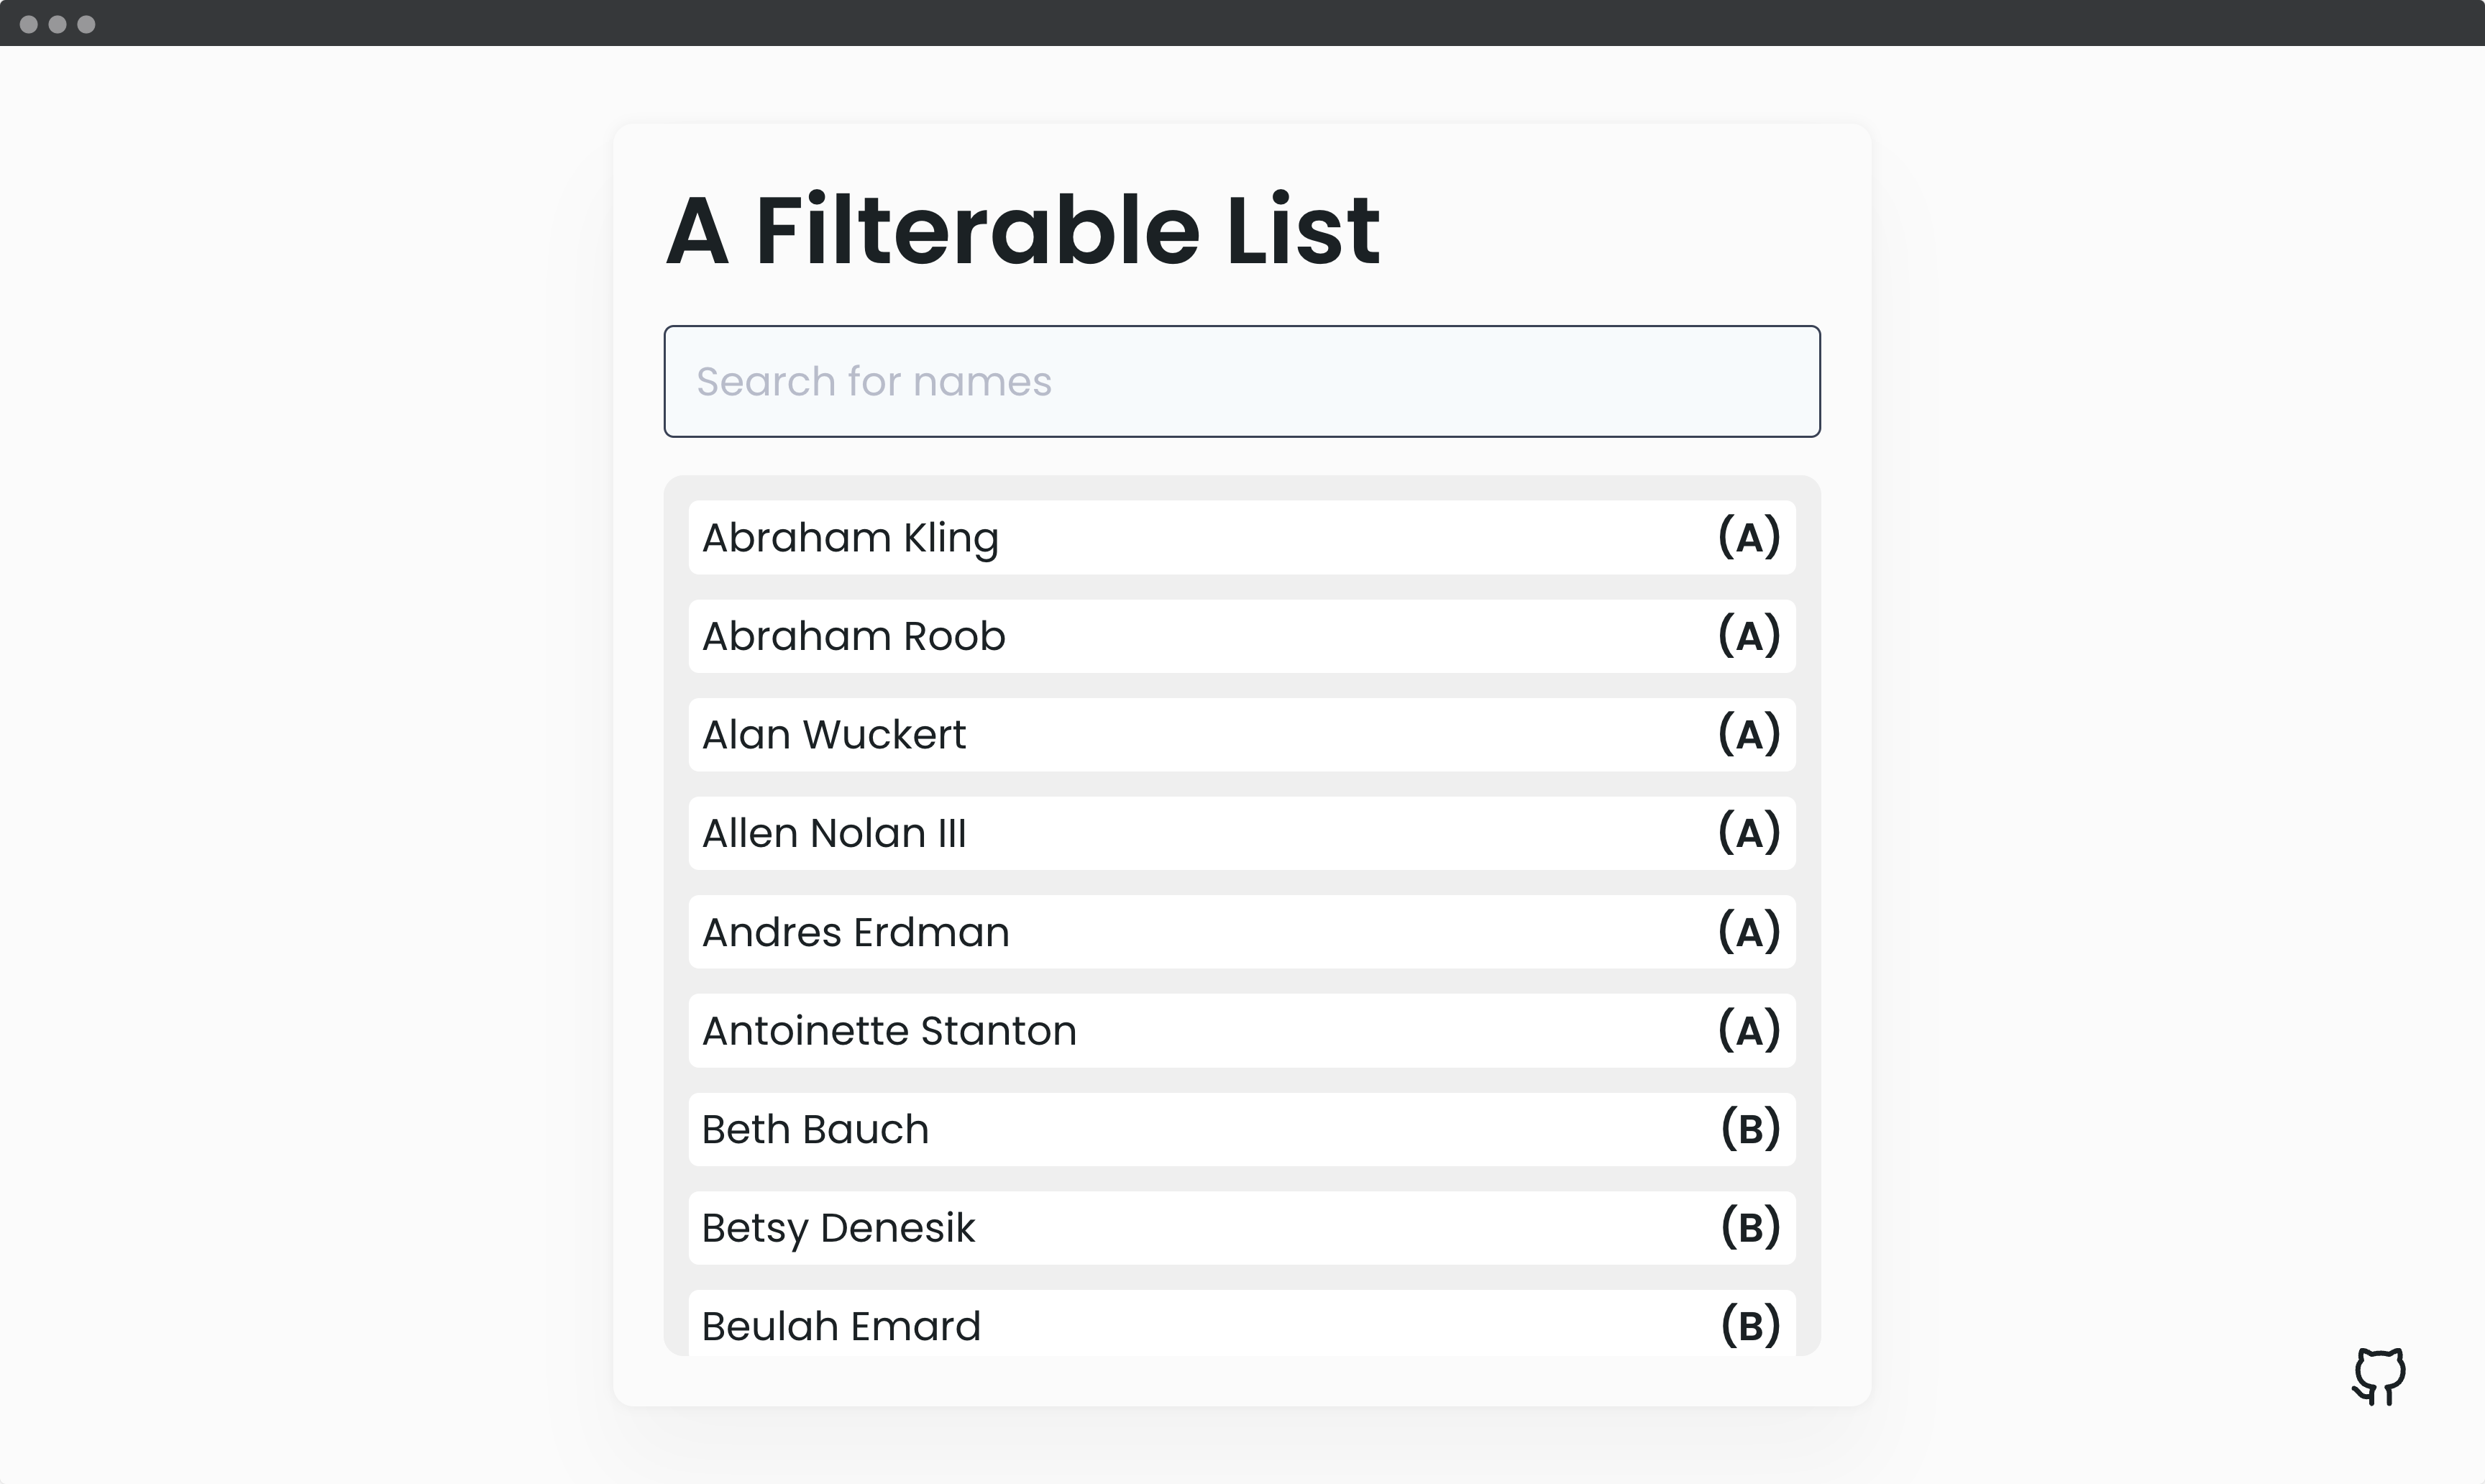 A Filterable List
Search for names
Abraham Kling (A)
Abraham Roob (A)
Alan Wuckert (A)
Allen Nolan III (A)
Andres Erdman (A)
Antoinette Stanton (A)
Beth Bauch (B)
Betsy Denesik (B)
Beulah Emard (B)